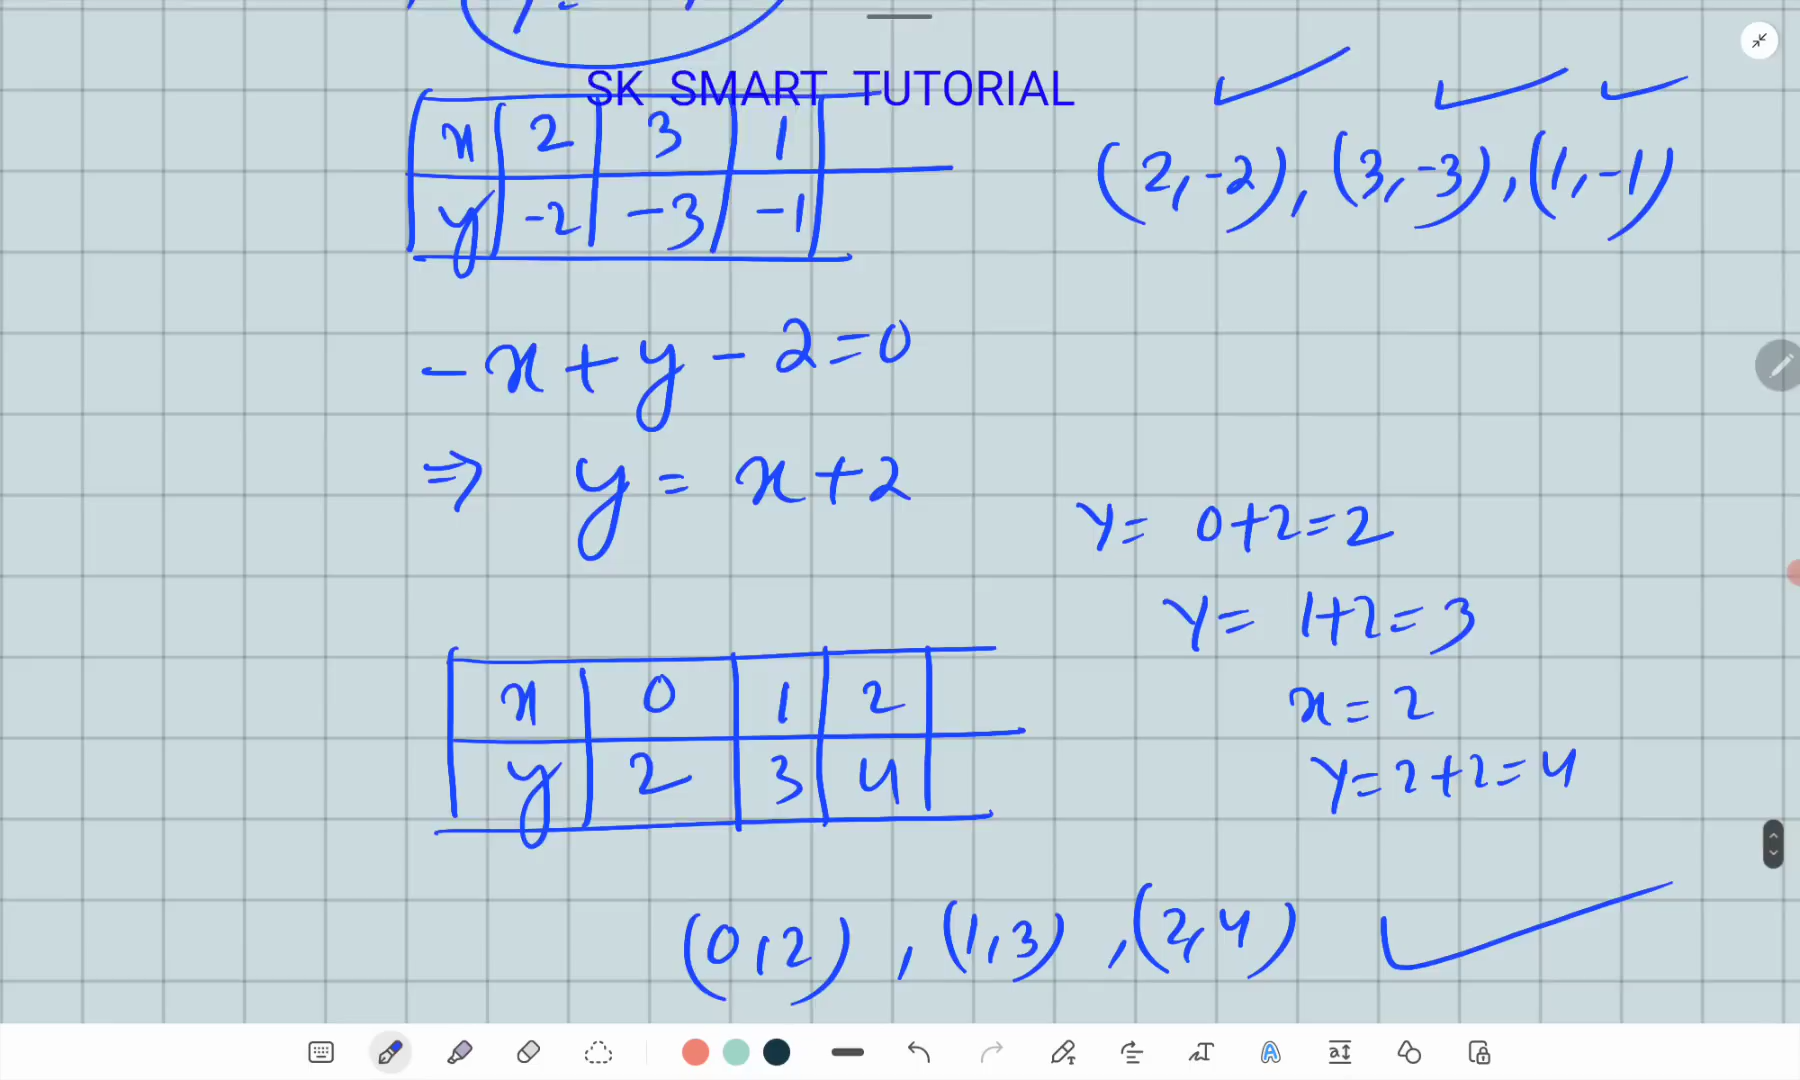 SK SMART TUTORIAL
x 2 3 1
y -2 -3 -1
(2,-2), (3,-3), (1,-1)
-x+y-2=0
⇒ y = x+2
Y= 0+2=2
Y= 1+2=3
x=2
Y=2+2=4
x 0 1 2
y 2 3 4
(0,2), (1,3), (2,4)